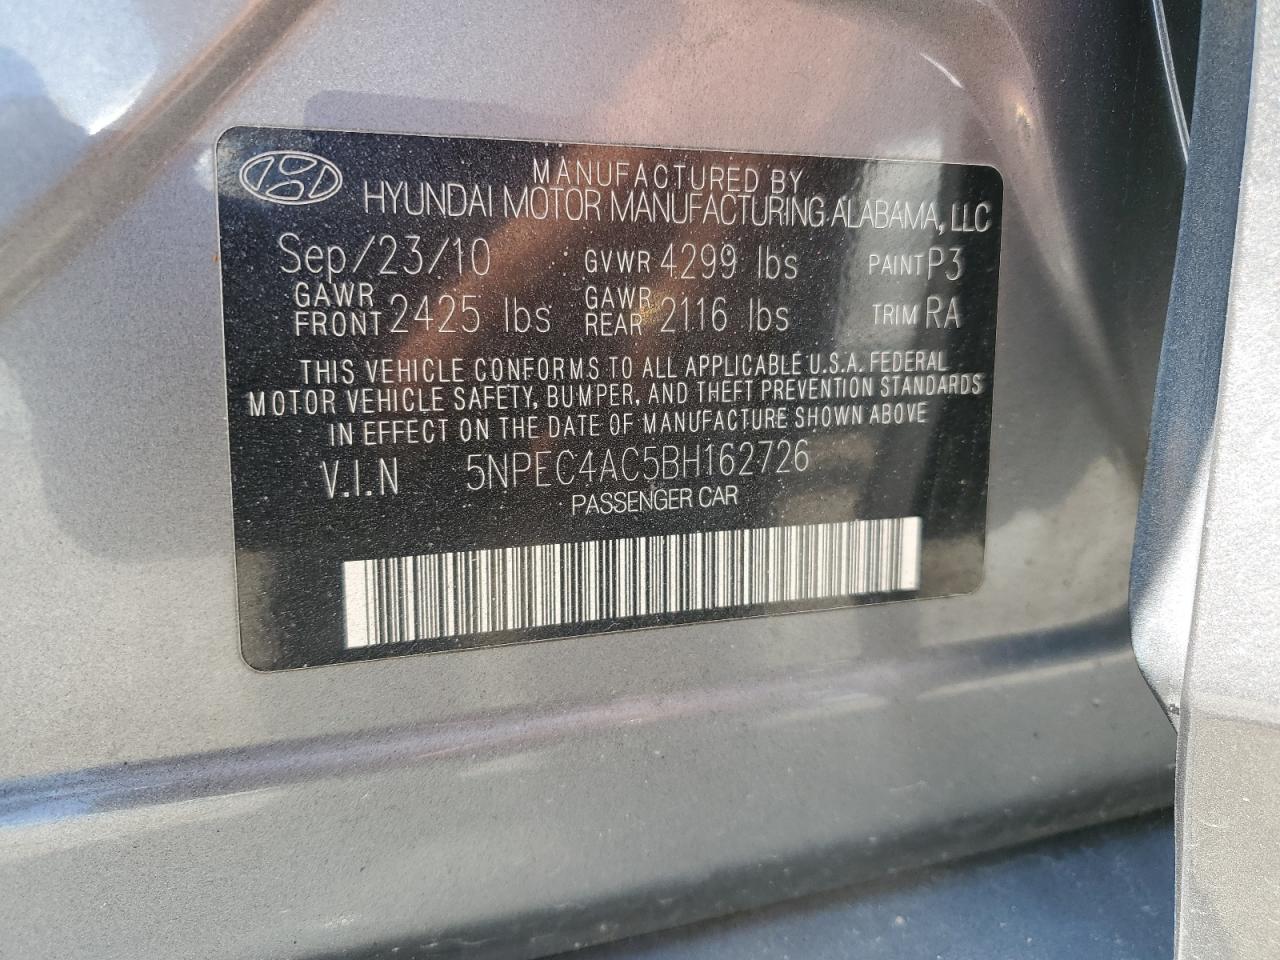 MANUFACTURED BY
HYUNDAI MOTOR MANUFACTURING ALABAMA, LLC
Sep/23/10 GVWR 4299 lbs PAINT P3
GAWR FRONT 2425 lbs GAWR REAR 2116 lbs TRIM RA
THIS VEHICLE CONFORMS TO ALL APPLICABLE U.S.A. FEDERAL
MOTOR VEHICLE SAFETY, BUMPER, AND THEFT PREVENTION STANDARDS
IN EFFECT ON THE DATE OF MANUFACTURE SHOWN ABOVE
V.I.N 5NPEC4AC5BH162726
PASSENGER CAR